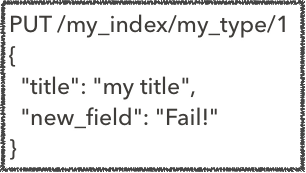 PUT /my_index/my_type/1
{
"title": "my title",
"new_field": "Fail!"
}